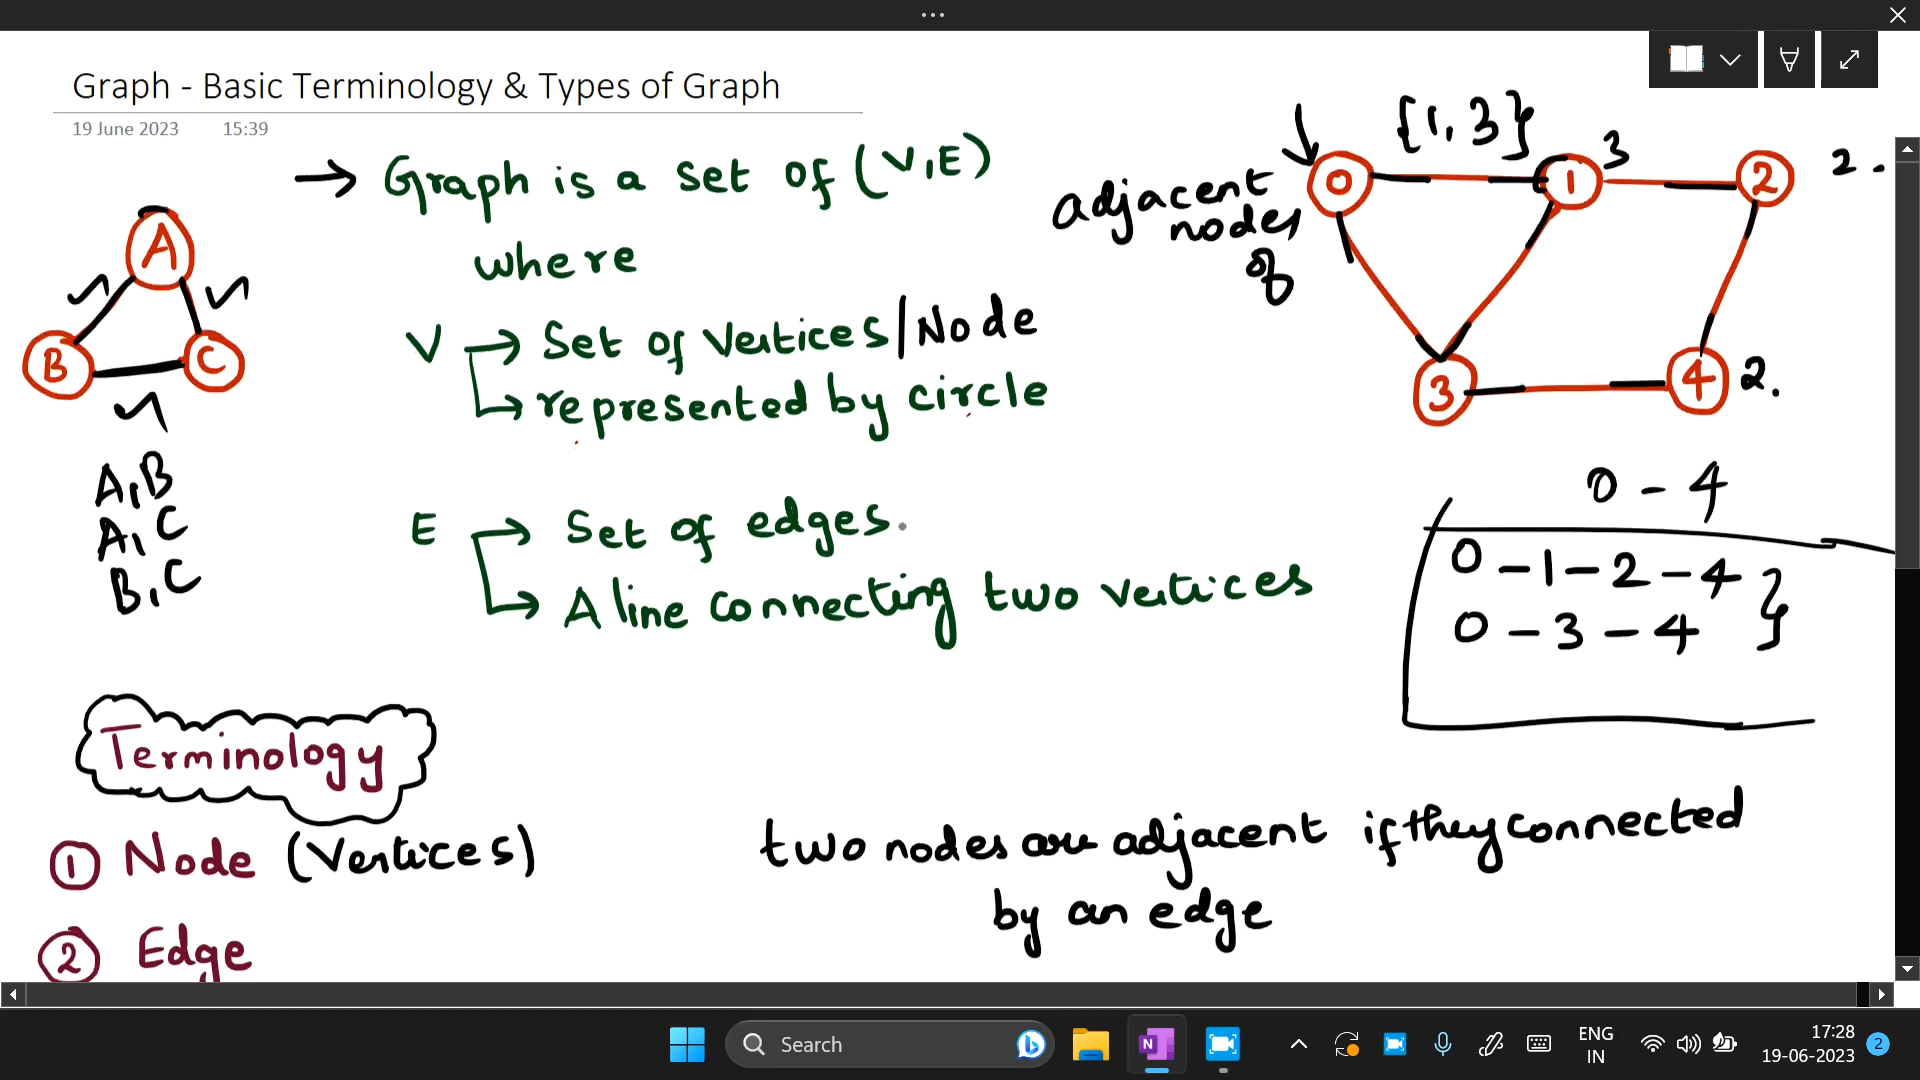 Graph - Basic Terminology & Types of Graph
19 June 2023 15:39
→ Graph is a set of (V,E)
where
V → Set of Vertices/Node
→ represented by circle
E → Set of edges.
→ A line connecting two vertices
A
B
C
A,B
A,C
B,C
{1,3}
adjacent
nodes
of
0
1
3
2
2.
3
4
2.
0 - 4
0 - 1 - 2 - 4 }
0 - 3 - 4
Terminology
① Node (Vertices)
② Edge
two nodes are adjacent if they connected
by an edge
Search
ENG
IN
17:28
19-06-2023
2